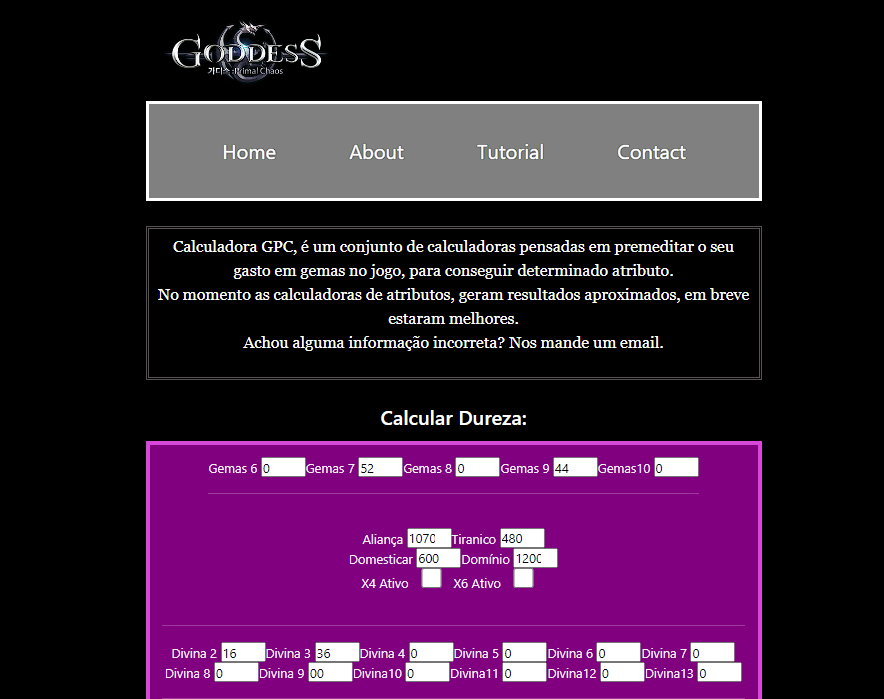 GODDESS
가디스 :Primal Chaos
Home About Tutorial Contact
Calculadora GPC, é um conjunto de calculadoras pensadas em premeditar o seu
gasto em gemas no jogo, para conseguir determinado atributo.
No momento as calculadoras de atributos, geram resultados aproximados, em breve
estaram melhores.
Achou alguma informação incorreta? Nos mande um email.
Calcular Dureza:
Gemas 6 0 Gemas 7 52 Gemas 8 0 Gemas 9 44 Gemas10 0
Aliança 1070 Tiranico 480
Domesticar 600 Domínio 1200
X4 Ativo X6 Ativo
Divina 2 16 Divina 3 36 Divina 4 0 Divina 5 0 Divina 6 0 Divina 7 0
Divina 8 0 Divina 9 00 Divina10 0 Divina11 0 Divina12 0 Divina13 0